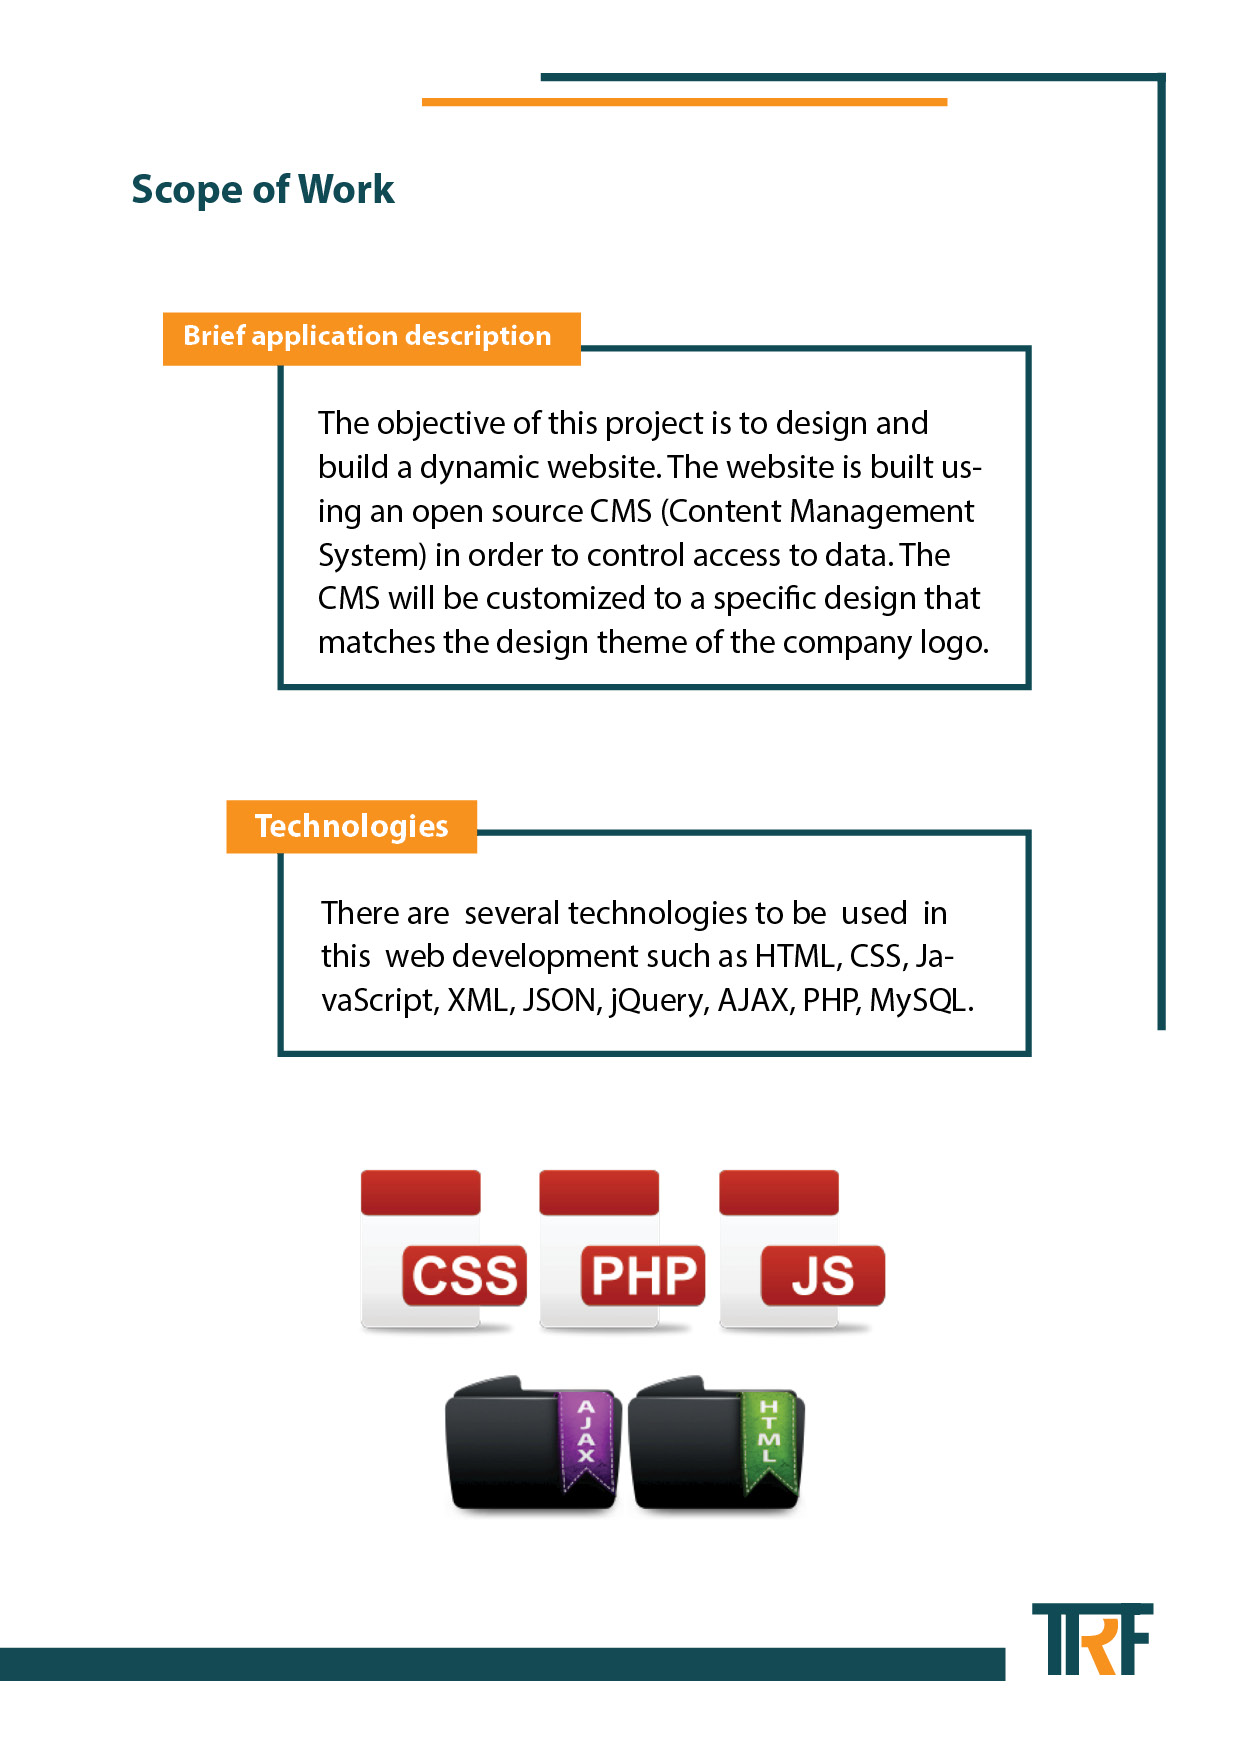 Scope of Work
Brief application description
The objective of this project is to design and
build a dynamic website. The website is built us-
ing an open source CMS (Content Management
System) in order to control access to data. The
CMS will be customized to a specific design that
matches the design theme of the company logo.
Technologies
There are several technologies to be used in
this web development such as HTML, CSS, Ja-
vaScript, XML, JSON, jQuery, AJAX, PHP, MySQL.
CSS PHP JS
AJAX HTML
TRF